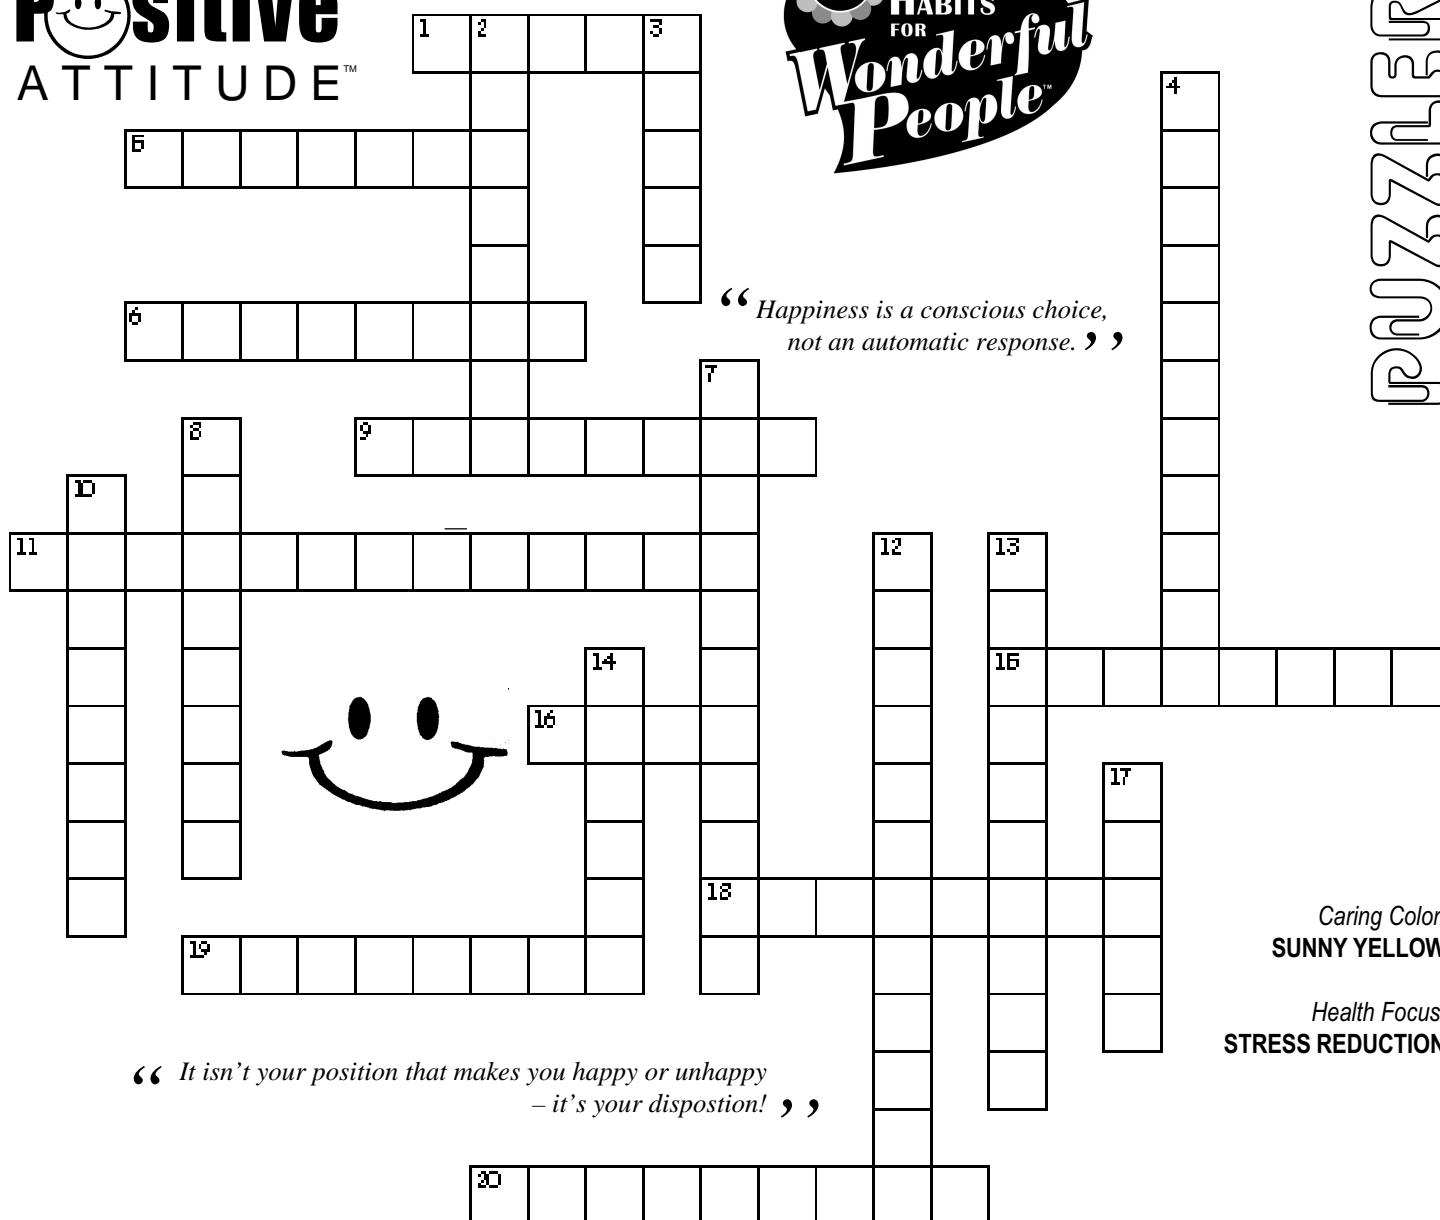 Positive
ATTITUDE™
HABITS
FOR
Wonderful
People™
PUZZLER
1 2 3
4
5
6
“Happiness is a conscious choice,
not an automatic response.”
7
8 9
10
11 12 13
14 15
16
17
18
19
Caring Color
SUNNY YELLOW
Health Focus
STRESS REDUCTION
“It isn’t your position that makes you happy or unhappy
– it’s your dispostion!”
20